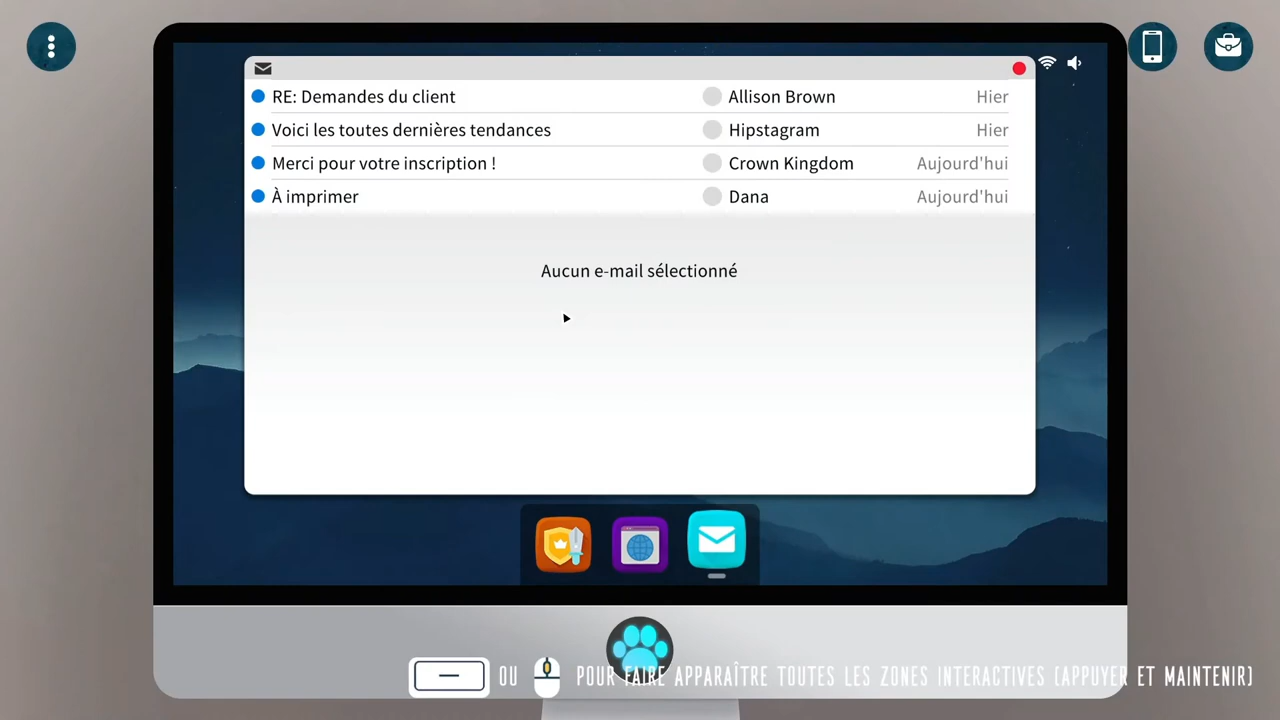 RE: Demandes du client Allison Brown Hier
Voici les toutes dernières tendances Hipstagram Hier
Merci pour votre inscription ! Crown Kingdom Aujourd'hui
À imprimer Dana Aujourd'hui
Aucun e-mail sélectionné
OU POUR FAIRE APPARAÎTRE TOUTES LES ZONES INTERACTIVES (APPUYER ET MAINTENIR)